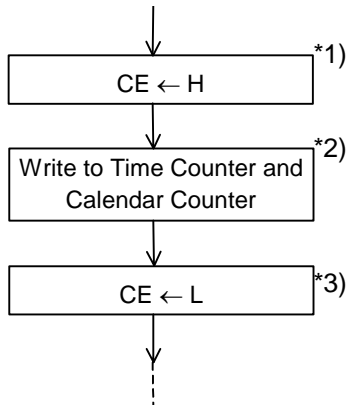 *1)
CE ← H
*2)
Write to Time Counter and
Calendar Counter
*3)
CE ← L